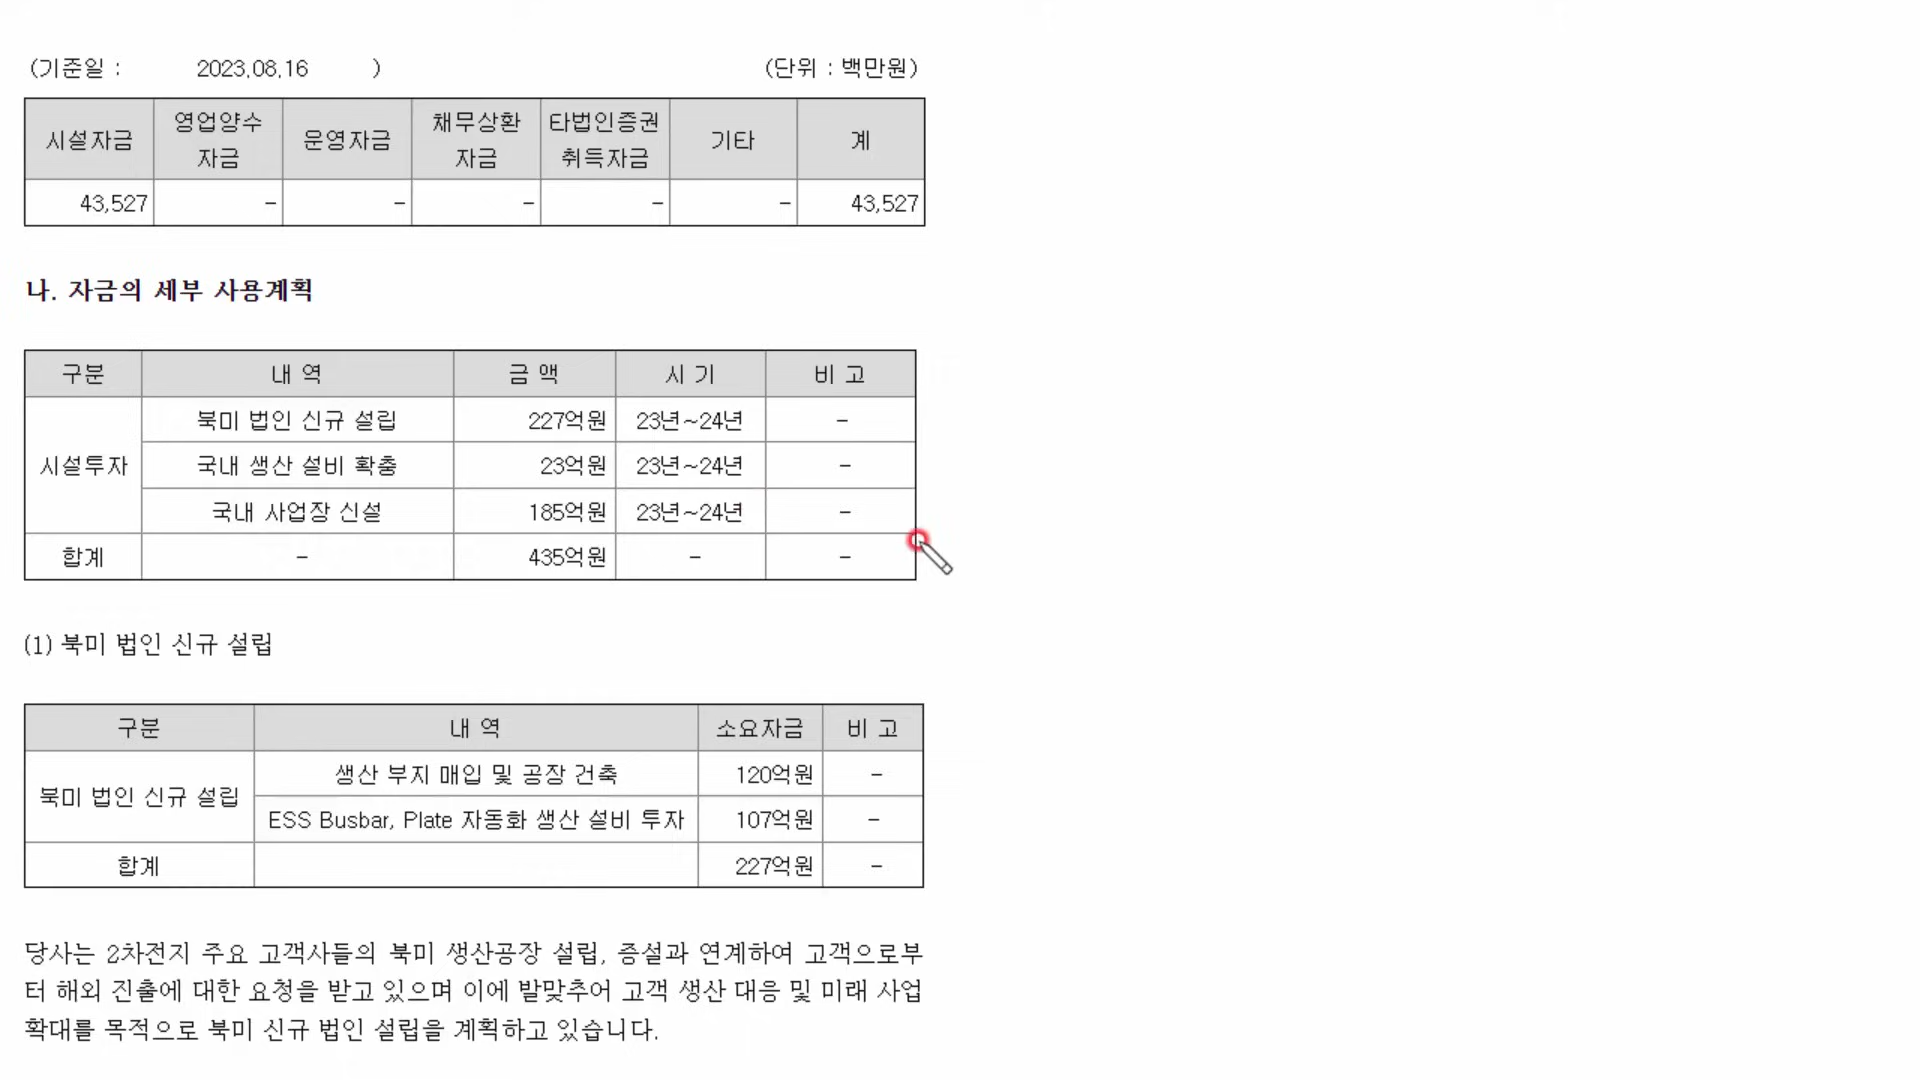 (기준일 : 2023.08.16 ) (단위 : 백만원)
시설자금 영업양수 자금 운영자금 채무상환 자금 타법인증권 취득자금 기타 계
43,527 - - - - - 43,527
나. 자금의 세부 사용계획
구분 내 역 금 액 시 기 비 고
시설투자 북미 법인 신규 설립 227억원 23년~24년 -
국내 생산 설비 확충 23억원 23년~24년 -
국내 사업장 신설 185억원 23년~24년 -
합계 - 435억원 - -
(1) 북미 법인 신규 설립
구분 내 역 소요자금 비 고
북미 법인 신규 설립 생산 부지 매입 및 공장 건축 120억원 -
ESS Busbar, Plate 자동화 생산 설비 투자 107억원 -
합계 227억원 -
당사는 2차전지 주요 고객사들의 북미 생산공장 설립, 증설과 연계하여 고객으로부
터 해외 진출에 대한 요청을 받고 있으며 이에 발맞추어 고객 생산 대응 및 미래 사업
확대를 목적으로 북미 신규 법인 설립을 계획하고 있습니다.